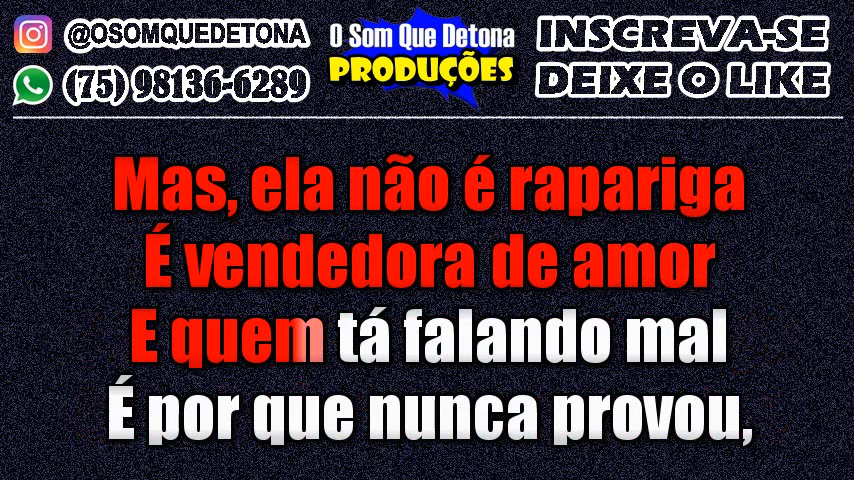 @OSOMQUEDETONA
(75) 98136-6289
O Som Que Detona
PRODUÇÕES
INSCREVA-SE
DEIXE O LIKE
Mas, ela não é rapariga
É vendedora de amor
E quem tá falando mal
É por que nunca provou,